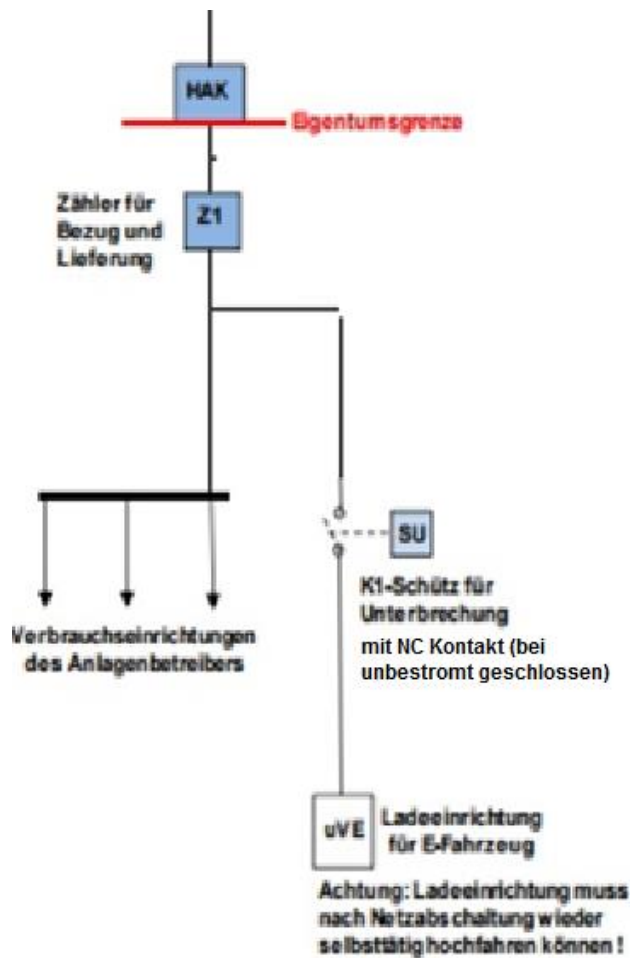 HAK
Eigentumsgrenze
Zähler für
Bezug und
Lieferung
Z1
SU
K1-Schütz für
Unterbrechung
mit NC Kontakt (bei
unbestromt geschlossen)
Verbrauchseinrichtungen
des Anlagenbetreibers
uVE
Ladeeinrichtung
für E-Fahrzeug
Achtung: Ladeeinrichtung muss
nach Netzabschaltung wieder
selbsttätig hochfahren können !